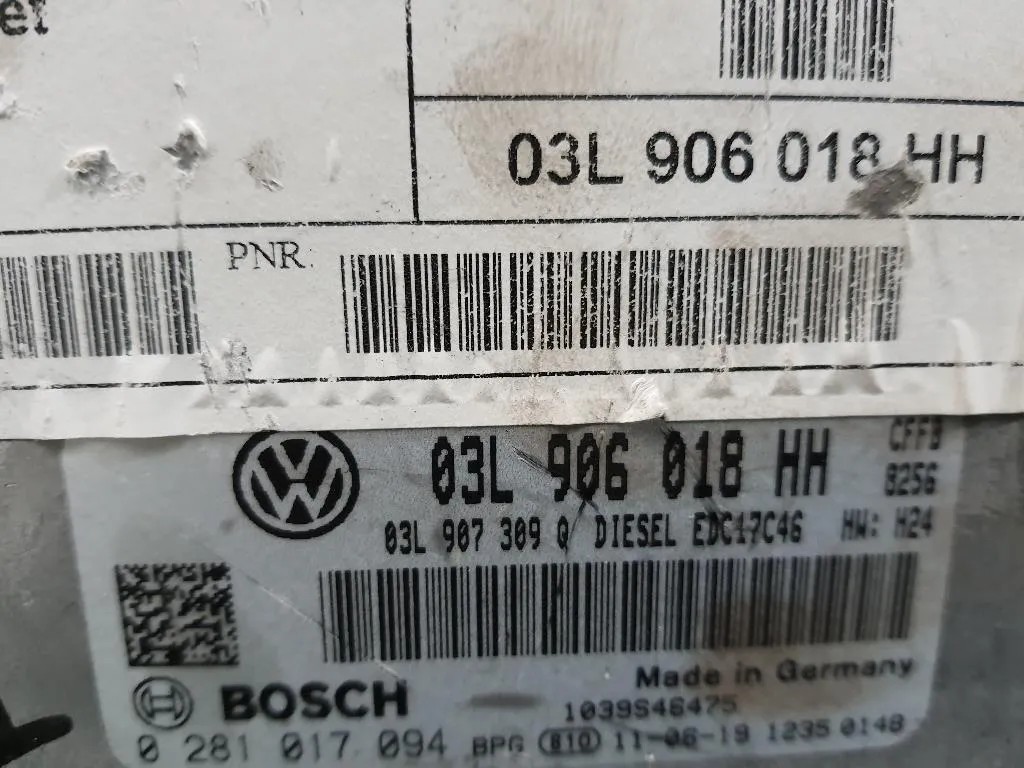 et
03L 906 018 HH
PNR:
03L 906 018 HH
CFFB
8256
03L 907 309 Q DIESEL EDC17C46 HW: H24
Made in Germany
BOSCH
1039S46475
0 281 017 094 BPG 810 11-06-19 1235 0148